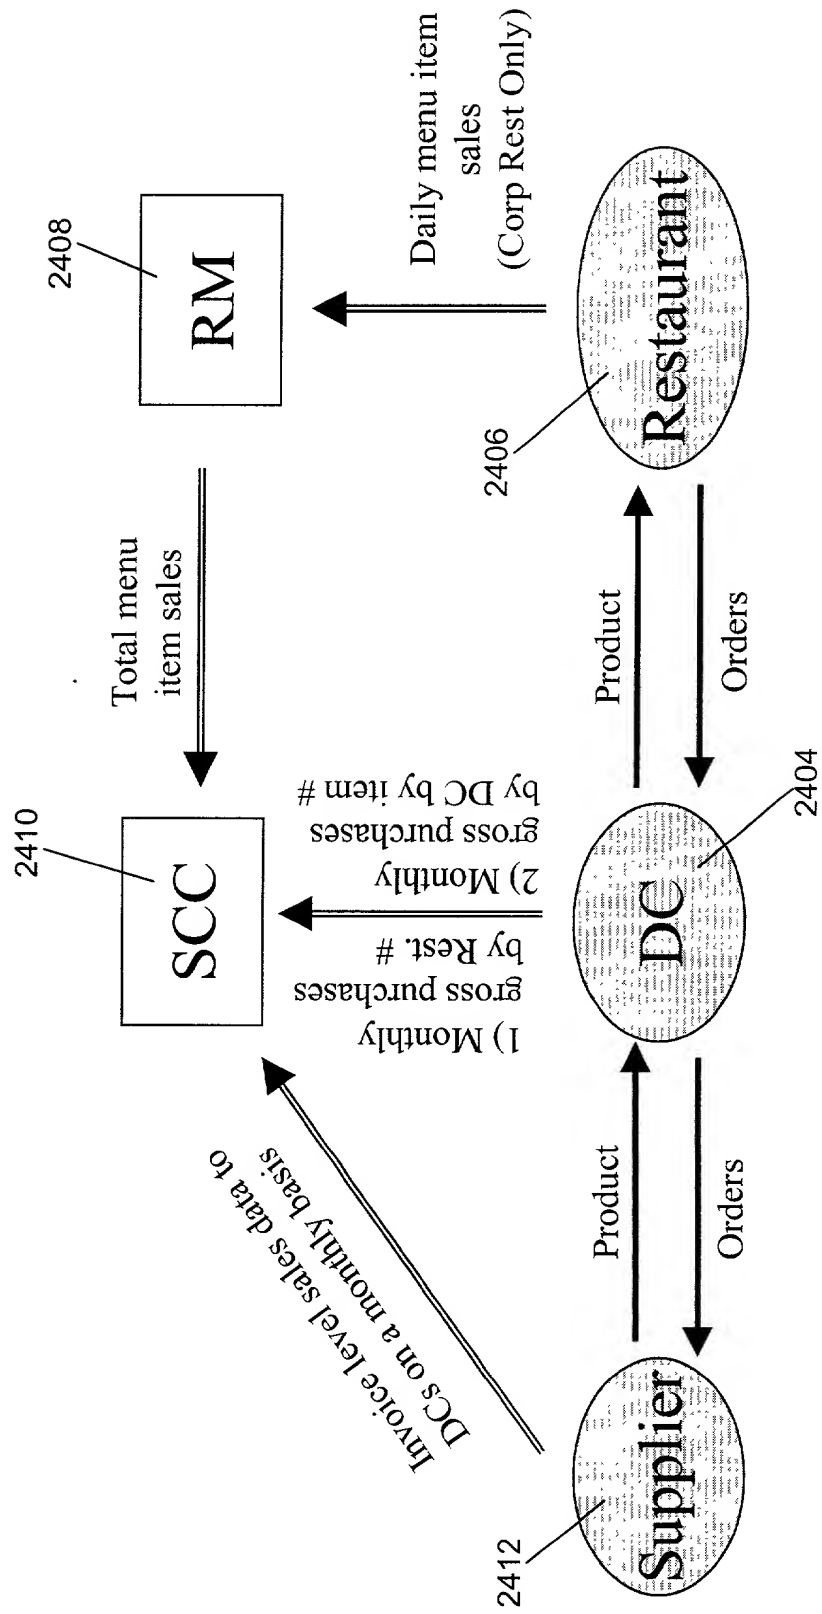 2410
SCC
Total menu
item sales
2408
RM
Invoice level sales data to
DCs on a monthly basis
1) Monthly
gross purchases
by Rest. #
2) Monthly
gross purchases
by DC by item #
Daily menu item
sales
(Corp Rest Only)
2412
Supplier
Product
Orders
DC
2404
Product
Orders
2406
Restaurant